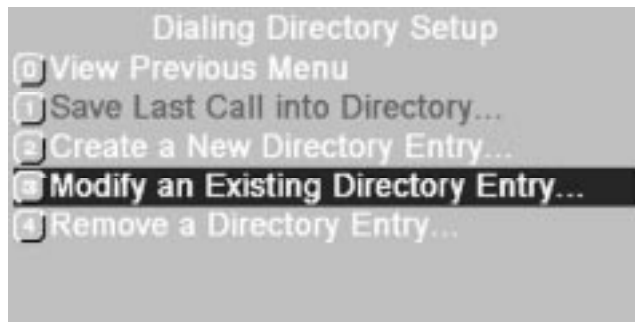 Dialing Directory Setup
0 View Previous Menu
1 Save Last Call into Directory...
2 Create a New Directory Entry...
3 Modify an Existing Directory Entry...
4 Remove a Directory Entry...